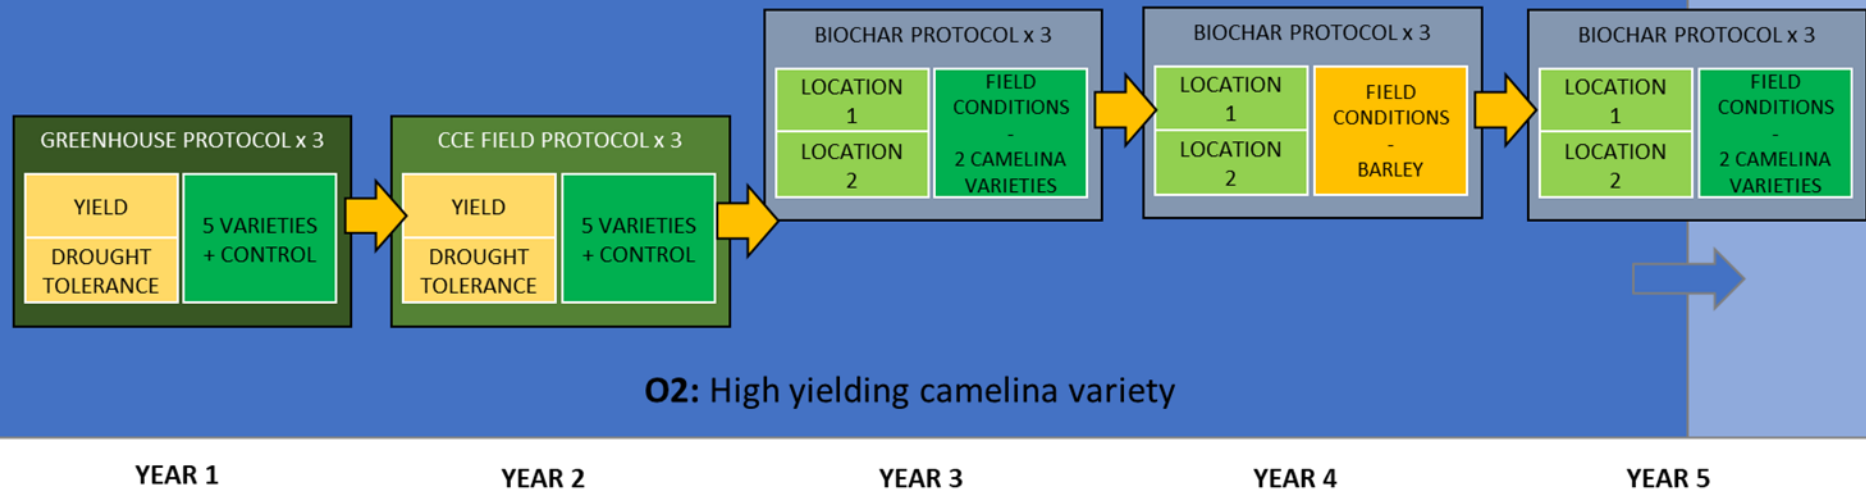 GREENHOUSE PROTOCOL x 3
YIELD
DROUGHT
TOLERANCE
5 VARIETIES
+ CONTROL
CCE FIELD PROTOCOL x 3
YIELD
DROUGHT
TOLERANCE
5 VARIETIES
+ CONTROL
BIOCHAR PROTOCOL x 3
LOCATION
1
LOCATION
2
FIELD
CONDITIONS
-
2 CAMELINA
VARIETIES
BIOCHAR PROTOCOL x 3
LOCATION
1
LOCATION
2
FIELD
CONDITIONS
-
BARLEY
BIOCHAR PROTOCOL x 3
LOCATION
1
LOCATION
2
FIELD
CONDITIONS
-
2 CAMELINA
VARIETIES
O2: High yielding camelina variety
YEAR 1
YEAR 2
YEAR 3
YEAR 4
YEAR 5